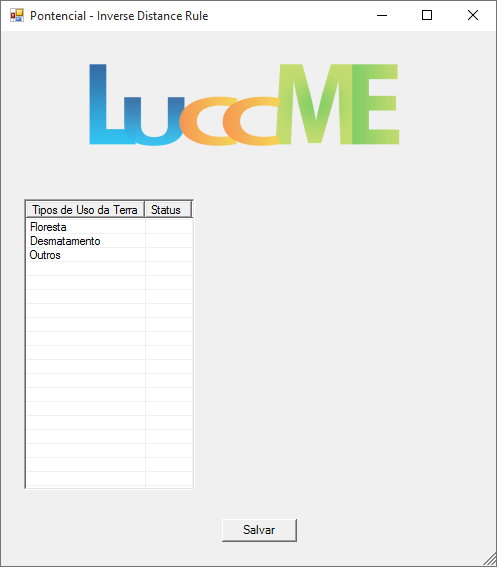 Pontencial - Inverse Distance Rule
LuccME
Tipos de Uso da Terra Status
Floresta
Desmatamento
Outros
Salvar